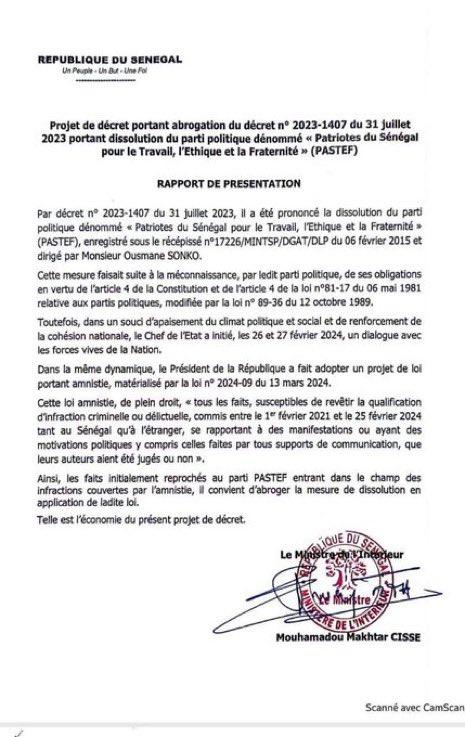 REPUBLIQUE DU SENEGAL
Un Peuple - Un But - Une Foi
Projet de décret portant abrogation du décret n° 2023-1407 du 31 juillet
2023 portant dissolution du parti politique dénommé « Patriotes du Sénégal
pour le Travail, l'Ethique et la Fraternité » (PASTEF)
RAPPORT DE PRESENTATION
Par décret n° 2023-1407 du 31 juillet 2023, il a été prononcé la dissolution du parti
politique dénommé « Patriotes du Sénégal pour le Travail, l'Ethique et la Fraternité »
(PASTEF), enregistré sous le récépissé n°17226/MINTSP/DGAT/DLP du 06 février 2015 et
dirigé par Monsieur Ousmane SONKO.
Cette mesure faisait suite à la méconnaissance, par ledit parti politique, de ses obligations
en vertu de l'article 4 de la Constitution et de l'article 4 de la loi n°81-17 du 06 mai 1981
relative aux partis politiques, modifiée par la loi n° 89-36 du 12 octobre 1989.
Toutefois, dans un souci d'apaisement du climat politique et social et de renforcement de
la cohésion nationale, le Chef de l'Etat a initié, les 26 et 27 février 2024, un dialogue avec
les forces vives de la Nation.
Dans la même dynamique, le Président de la République a fait adopter un projet de loi
portant amnistie, matérialisé par la loi n° 2024-09 du 13 mars 2024.
Cette loi amnistie, de plein droit, « tous les faits, susceptibles de revêtir la qualification
d'infraction criminelle ou délictuelle, commis entre le 1er février 2021 et le 25 février 2024
tant au Sénégal qu'à l'étranger, se rapportant à des manifestations ou ayant des
motivations politiques y compris celles faites par tous supports de communication, que
leurs auteurs aient été jugés ou non ».
Ainsi, les faits initialement reprochés au parti PASTEF entrant dans le champ des
infractions couvertes par l'amnistie, il convient d'abroger la mesure de dissolution en
application de ladite loi.
Telle est l'économie du présent projet de décret.
Le Ministre de l'Intérieur
REPUBLIQUE DU SENEGAL
Le Ministre
MINISTERE DE L'INTERIEUR
Mouhamadou Makhtar CISSE
Scanné avec CamScan